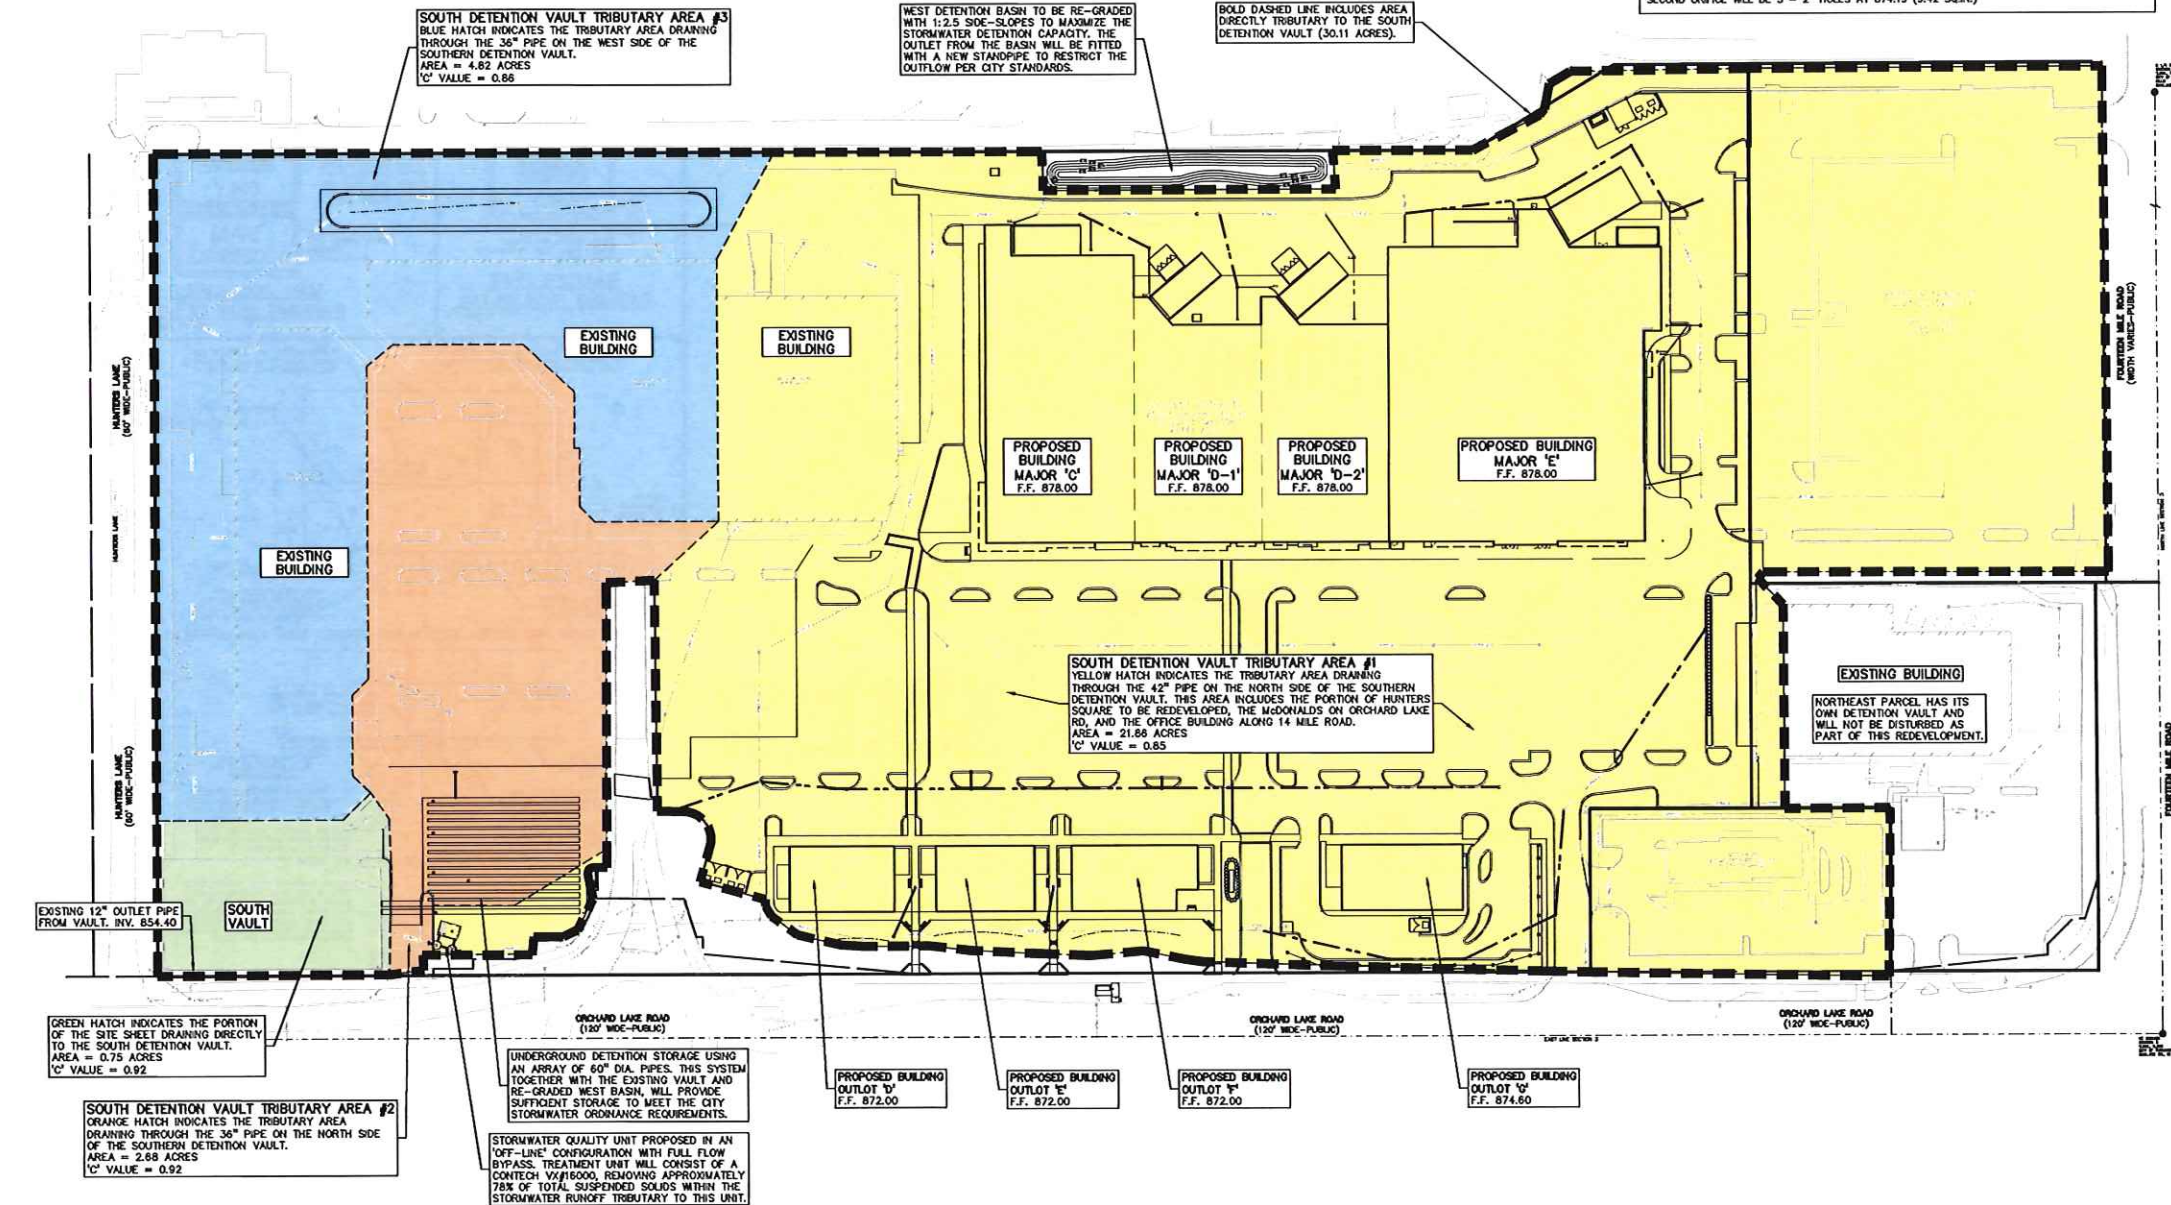 SOUTH DETENTION VAULT TRIBUTARY AREA #3
BLUE HATCH INDICATES THE TRIBUTARY AREA DRAINING
THROUGH THE 36" PIPE ON THE WEST SIDE OF THE
SOUTHERN DETENTION VAULT.
AREA = 4.82 ACRES
'C' VALUE = 0.86
WEST DETENTION BASIN TO BE RE-GRADED
WITH 1:2.5 SIDE-SLOPES TO MAXIMIZE THE
STORMWATER DETENTION CAPACITY. THE
OUTLET FROM THE BASIN WILL BE FITTED
WITH A NEW STANDPIPE TO RESTRICT THE
OUTFLOW PER CITY STANDARDS.
BOLD DASHED LINE INCLUDES AREA
DIRECTLY TRIBUTARY TO THE SOUTH
DETENTION VAULT (30.11 ACRES).
HUNTERS LANE
(60' WIDE-PUBLIC)
HUNTERS LANE
HUNTERS LANE
(60' WIDE-PUBLIC)
EXISTING
BUILDING
EXISTING
BUILDING
EXISTING
BUILDING
PROPOSED
BUILDING
MAJOR 'C'
F.F. 878.00
PROPOSED
BUILDING
MAJOR 'D-1'
F.F. 878.00
PROPOSED
BUILDING
MAJOR 'D-2'
F.F. 878.00
PROPOSED BUILDING
MAJOR 'E'
F.F. 878.00
FOURTEEN MILE ROAD
(WIDTH VARIES-PUBLIC)
FOURTEEN MILE ROAD
SOUTH DETENTION VAULT TRIBUTARY AREA #1
YELLOW HATCH INDICATES THE TRIBUTARY AREA DRAINING
THROUGH THE 42" PIPE ON THE NORTH SIDE OF THE SOUTHERN
DETENTION VAULT. THIS AREA INCLUDES THE PORTION OF HUNTERS
SQUARE TO BE REDEVELOPED, THE McDONALDS ON ORCHARD LAKE
RD, AND THE OFFICE BUILDING ALONG 14 MILE ROAD.
AREA = 21.86 ACRES
'C' VALUE = 0.85
EXISTING BUILDING
NORTHEAST PARCEL HAS ITS
OWN DETENTION VAULT AND
WILL NOT BE DISTURBED AS
PART OF THIS REDEVELOPMENT.
EXISTING 12" OUTLET PIPE
FROM VAULT. INV. 854.40
SOUTH
VAULT
ORCHARD LAKE ROAD
(120' WIDE-PUBLIC)
ORCHARD LAKE ROAD
(120' WIDE-PUBLIC)
ORCHARD LAKE ROAD
(120' WIDE-PUBLIC)
GREEN HATCH INDICATES THE PORTION
OF THE SITE SHEET DRAINING DIRECTLY
TO THE SOUTH DETENTION VAULT.
AREA = 0.75 ACRES
'C' VALUE = 0.92
UNDERGROUND DETENTION STORAGE USING
AN ARRAY OF 60" DIA. PIPES. THIS SYSTEM
TOGETHER WITH THE EXISTING VAULT AND
RE-GRADED WEST BASIN, WILL PROVIDE
SUFFICIENT STORAGE TO MEET THE CITY
STORMWATER ORDINANCE REQUIREMENTS.
PROPOSED BUILDING
OUTLOT 'D'
F.F. 872.00
PROPOSED BUILDING
OUTLOT 'E'
F.F. 872.00
PROPOSED BUILDING
OUTLOT 'F'
F.F. 872.00
PROPOSED BUILDING
OUTLOT 'G'
F.F. 874.60
SOUTH DETENTION VAULT TRIBUTARY AREA #2
ORANGE HATCH INDICATES THE TRIBUTARY AREA
DRAINING THROUGH THE 36" PIPE ON THE NORTH SIDE
OF THE SOUTHERN DETENTION VAULT.
AREA = 2.68 ACRES
'C' VALUE = 0.92
STORMWATER QUALITY UNIT PROPOSED IN AN
'OFF-LINE' CONFIGURATION WITH FULL FLOW
BYPASS. TREATMENT UNIT WILL CONSIST OF A
CONTECH VX#16000, REMOVING APPROXIMATELY
78% OF TOTAL SUSPENDED SOLIDS WITHIN THE
STORMWATER RUNOFF TRIBUTARY TO THIS UNIT.